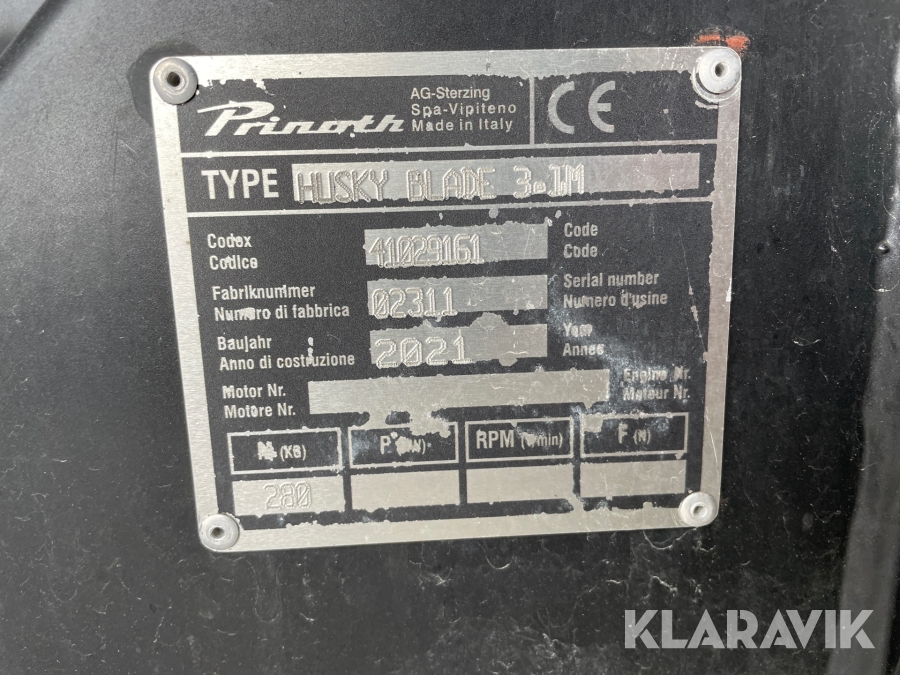 Prinoth
AG-Sterzing
Spa-Vipiteno
Made in Italy
CE
TYPE HUSKY BLADE 3.1M
Codex
Codice
41029161
Code
Code
Fabriknummer
Numero di fabbrica
02311
Serial number
Numero d'usine
Baujahr
Anno di costruzione
2021
Year
Annee
Motor Nr.
Motore Nr.
Engine Nr.
Moteur Nr.
(KG)
P
RPM
F (N)
280
KLARAVIK